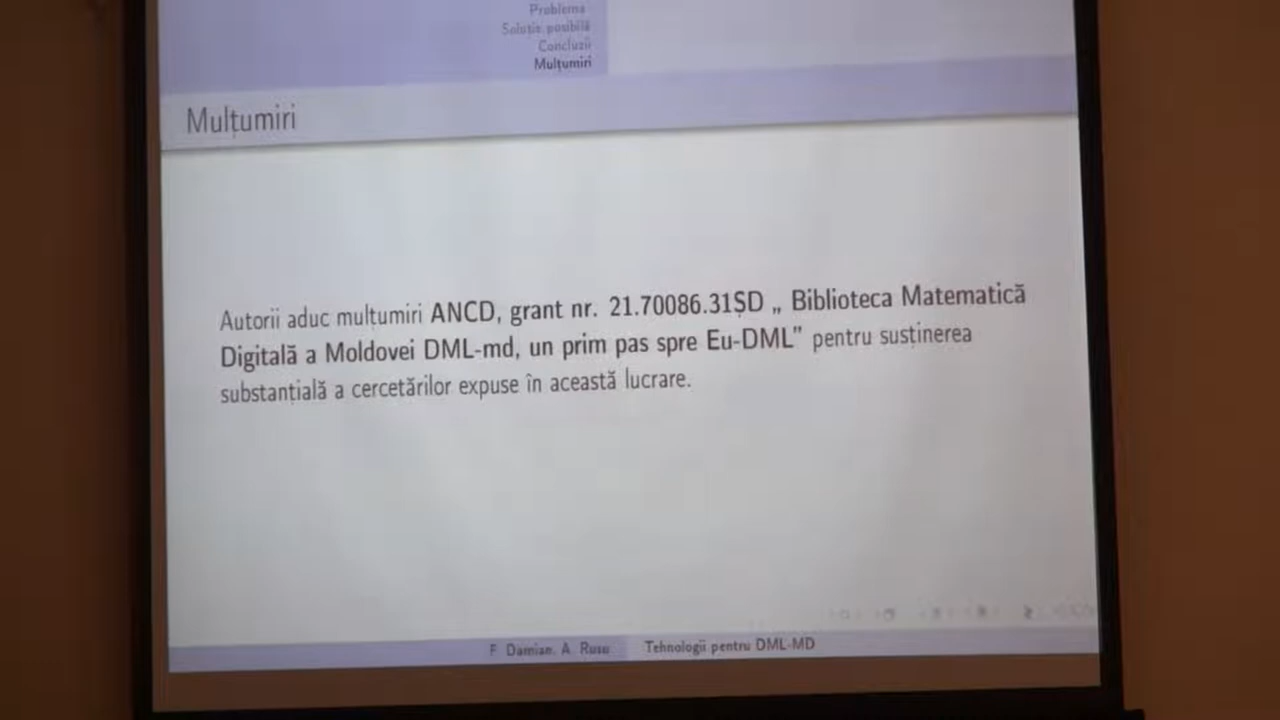 Problema
Soluție posibilă
Concluzii
Mulțumiri
Mulțumiri
Autorii aduc mulțumiri ANCD, grant nr. 21.70086.31ȘD „ Biblioteca Matematică
Digitală a Moldovei DML-md, un prim pas spre Eu-DML” pentru susținerea
substanțială a cercetărilor expuse în această lucrare.
F. Damian, A. Rusu
Tehnologii pentru DML-MD